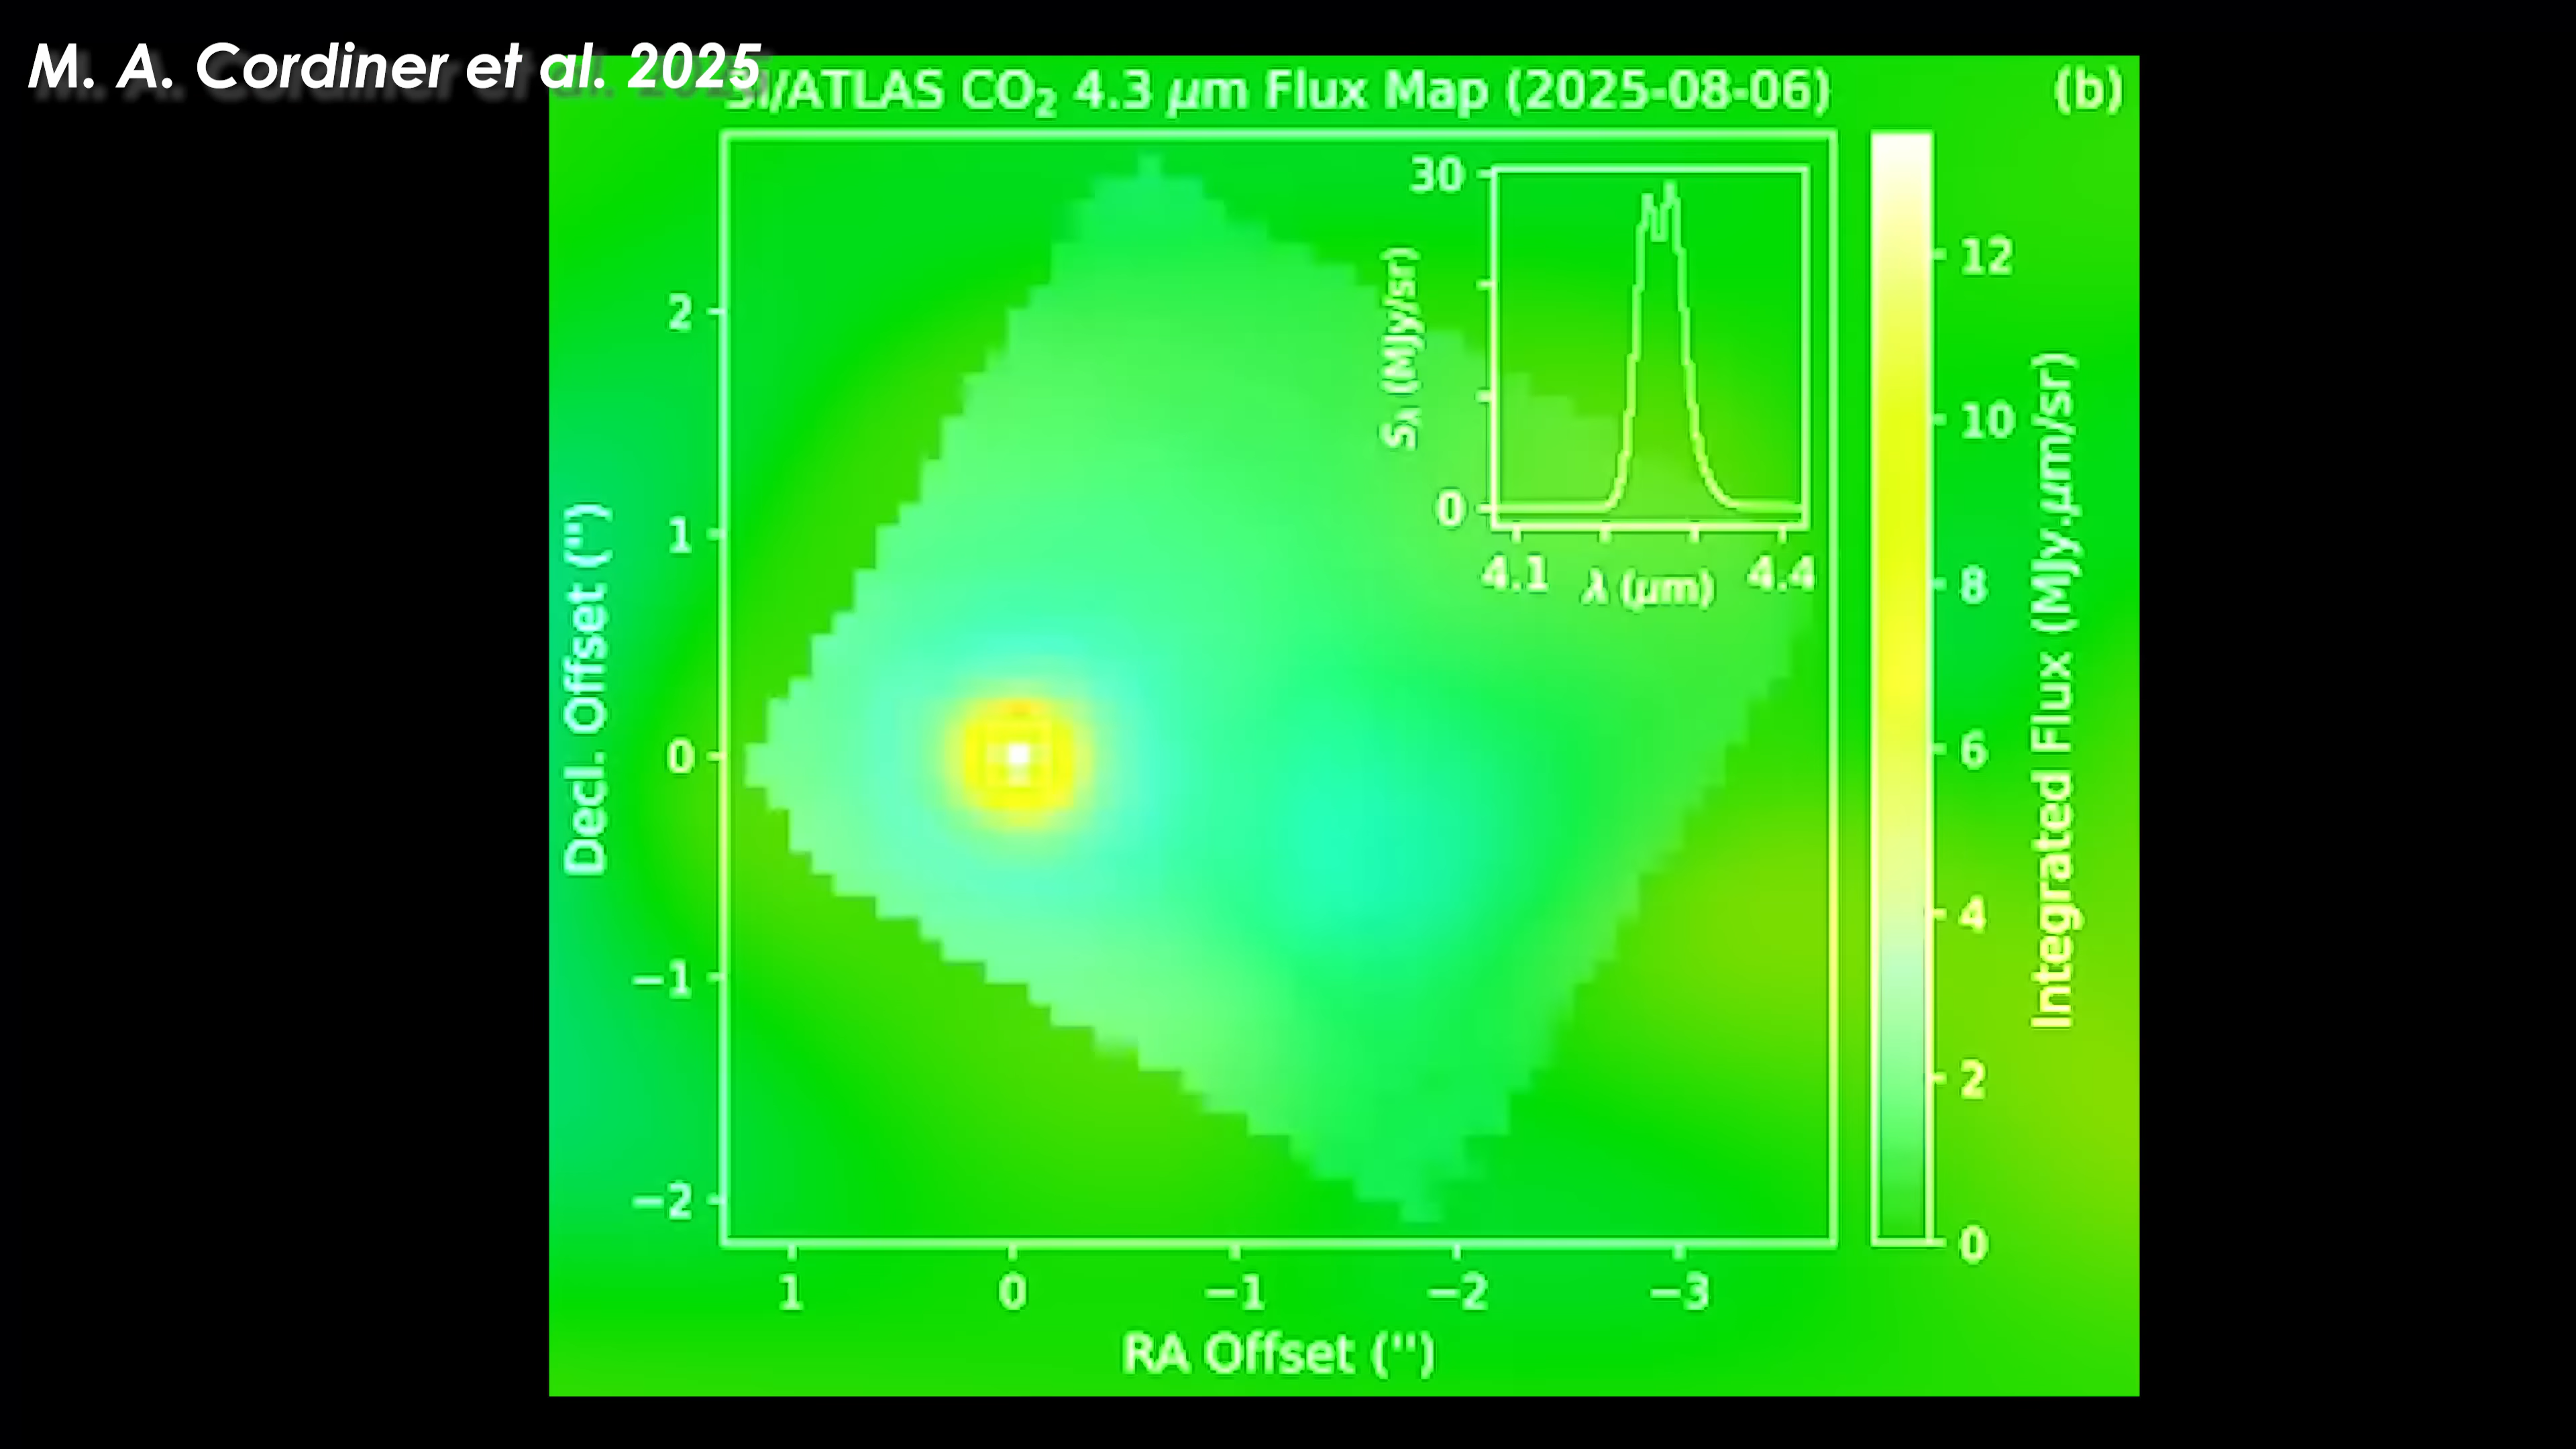 M. A. Cordiner et al. 2025
3I/ATLAS CO₂ 4.3 μm Flux Map (2025-08-06)
(b)
30
0
Sλ (MJy/sr)
4.1
4.4
λ (μm)
2
1
0
−1
−2
Decl. Offset (")
1
0
−1
−2
−3
RA Offset (")
12
10
8
6
4
2
0
Integrated Flux (MJy.μm/sr)